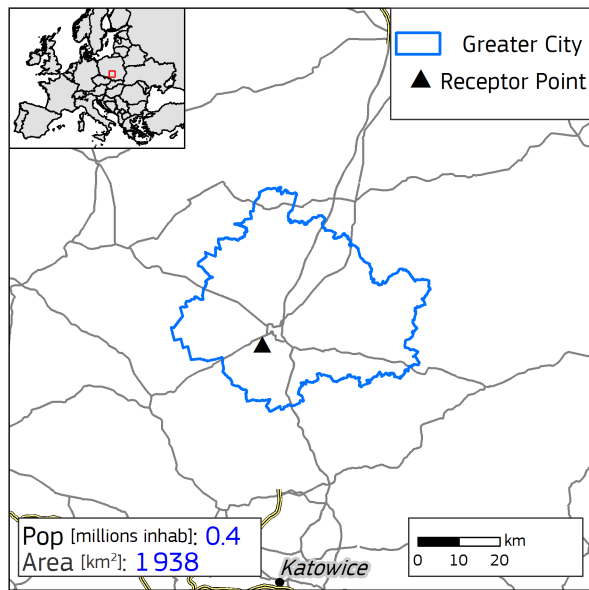 Greater City
Receptor Point
Pop [millions inhab]: 0.4
Area [km²]: 1938
km
0 10 20
Katowice